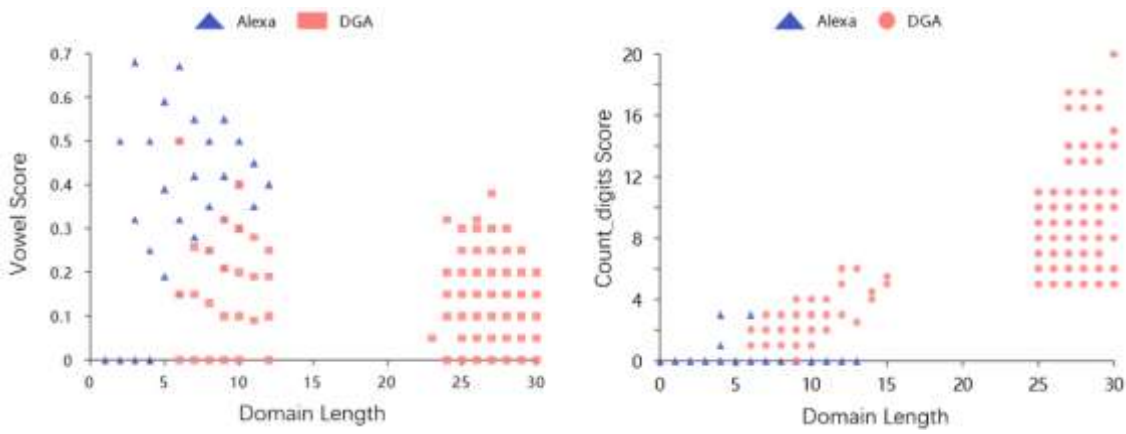 Alexa DGA
0.7
0.6
0.5
0.4
0.3
0.2
0.1
0
Vowel Score
0 5 10 15 20 25 30
Domain Length
Alexa DGA
20
16
12
8
4
0
Count_digits Score
0 5 10 15 20 25 30
Domain Length